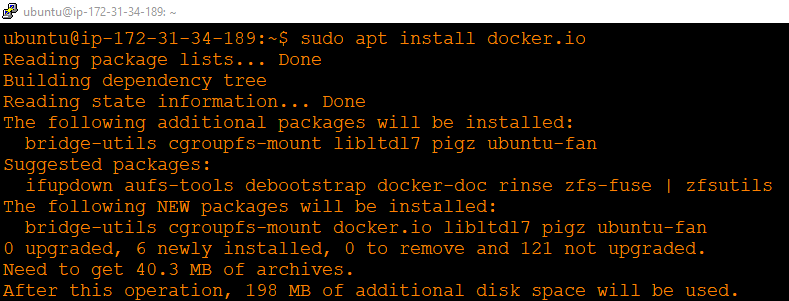 ubuntu@ip-172-31-34-189: ~
ubuntu@ip-172-31-34-189:~$ sudo apt install docker.io
Reading package lists... Done
Building dependency tree
Reading state information... Done
The following additional packages will be installed:
  bridge-utils cgroupfs-mount libltdl7 pigz ubuntu-fan
Suggested packages:
  ifupdown aufs-tools debootstrap docker-doc rinse zfs-fuse | zfsutils
The following NEW packages will be installed:
  bridge-utils cgroupfs-mount docker.io libltdl7 pigz ubuntu-fan
0 upgraded, 6 newly installed, 0 to remove and 121 not upgraded.
Need to get 40.3 MB of archives.
After this operation, 198 MB of additional disk space will be used.